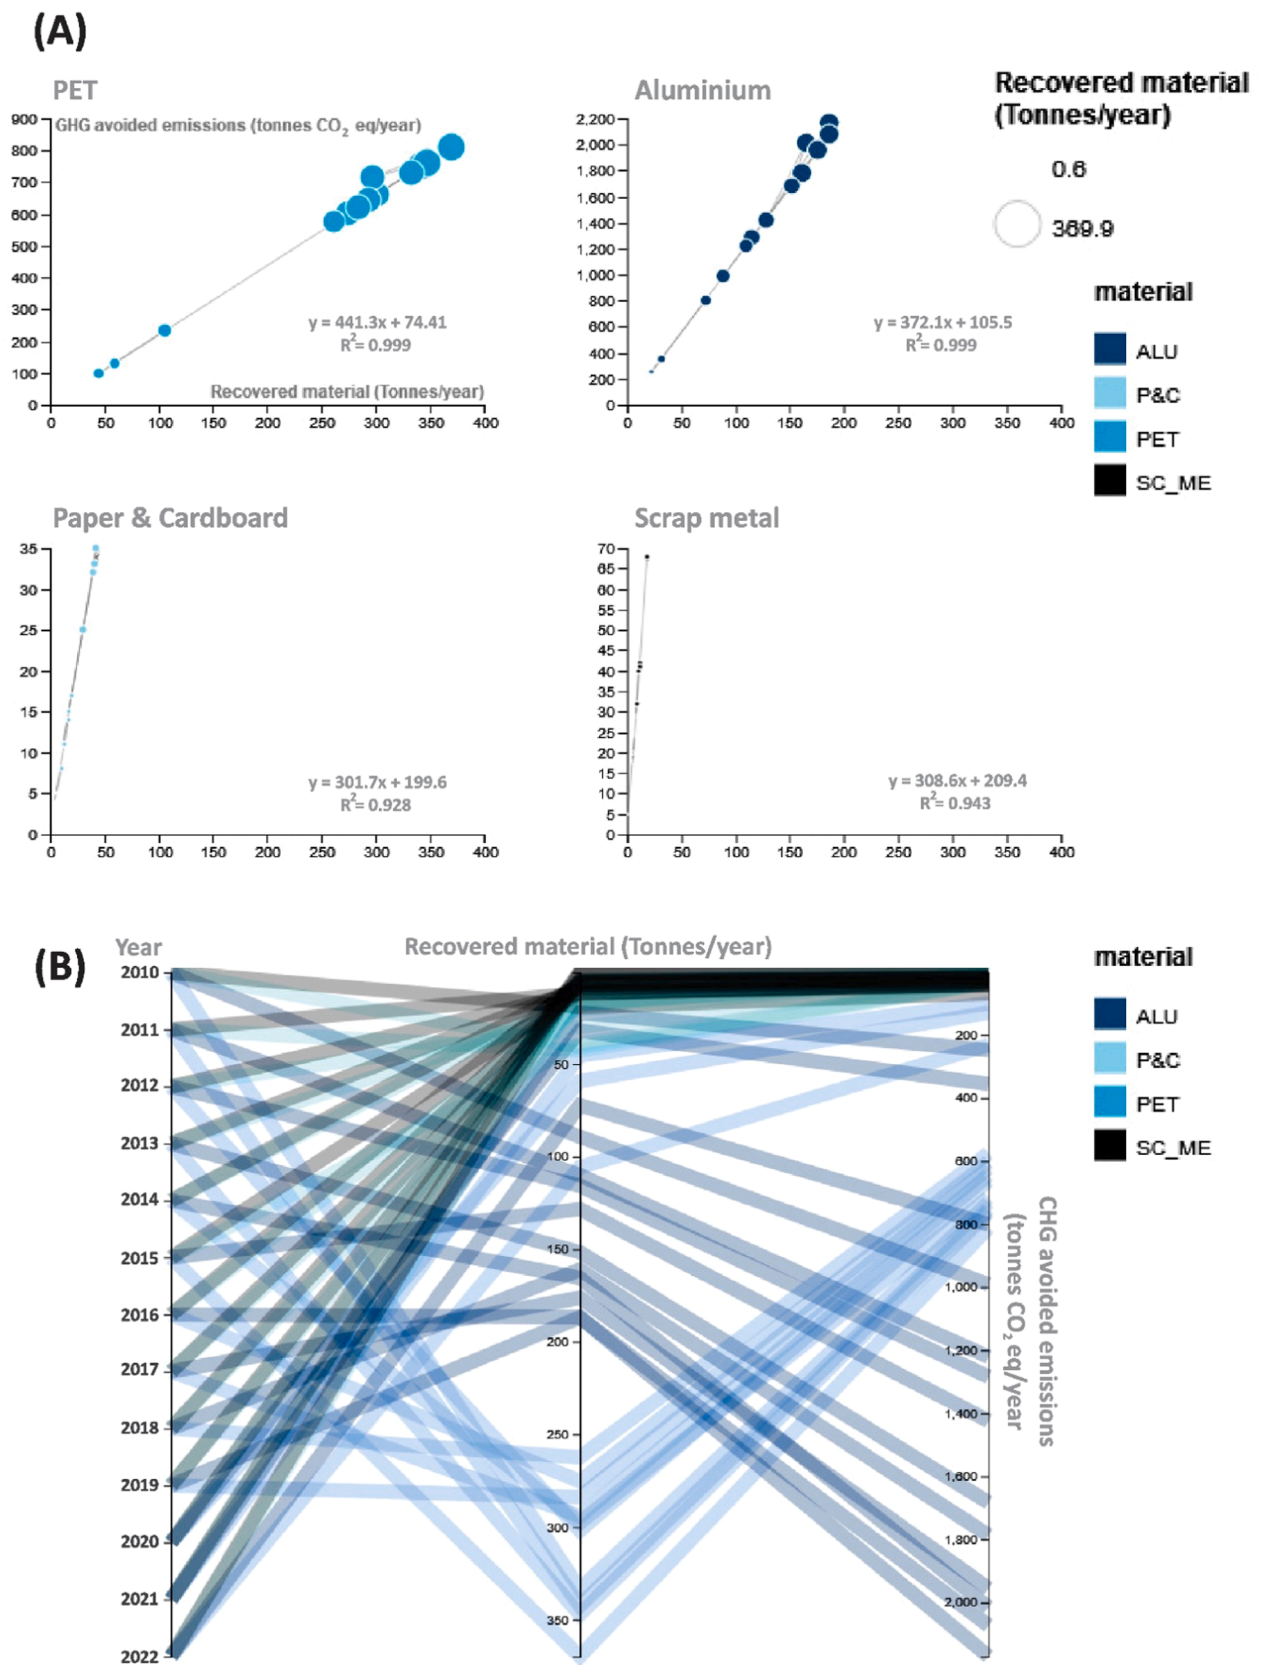 (A)
PET
GHG avoided emissions (tonnes CO2 eq/year)
900
800
700
600
500
400
300
200
100
0
y = 441.3x + 74.41
R2= 0.999
Recovered material (Tonnes/year)
0 50 100 150 200 250 300 350 400
Aluminium
2,200
2,000
1,800
1,600
1,400
1,200
1,000
800
600
400
200
0
y = 372.1x + 105.5
R2= 0.999
0 50 100 150 200 250 300 350 400
Recovered material
(Tonnes/year)
0.6
369.9
material
ALU
P&C
PET
SC_ME
Paper & Cardboard
35
30
25
20
15
10
5
0
y = 301.7x + 199.6
R2= 0.928
0 50 100 150 200 250 300 350 400
Scrap metal
70
65
60
55
50
45
40
35
30
25
20
15
10
5
0
y = 308.6x + 209.4
R2= 0.943
0 50 100 150 200 250 300 350 400
(B)
Year
Recovered material (Tonnes/year)
2010
2011
2012
2013
2014
2015
2016
2017
2018
2019
2020
2021
2022
50
100
150
200
250
300
350
200
400
600
800
1,000
1,200
1,400
1,600
1,800
2,000
CHG avoided emissions
(tonnes CO2 eq/year
material
ALU
P&C
PET
SC_ME